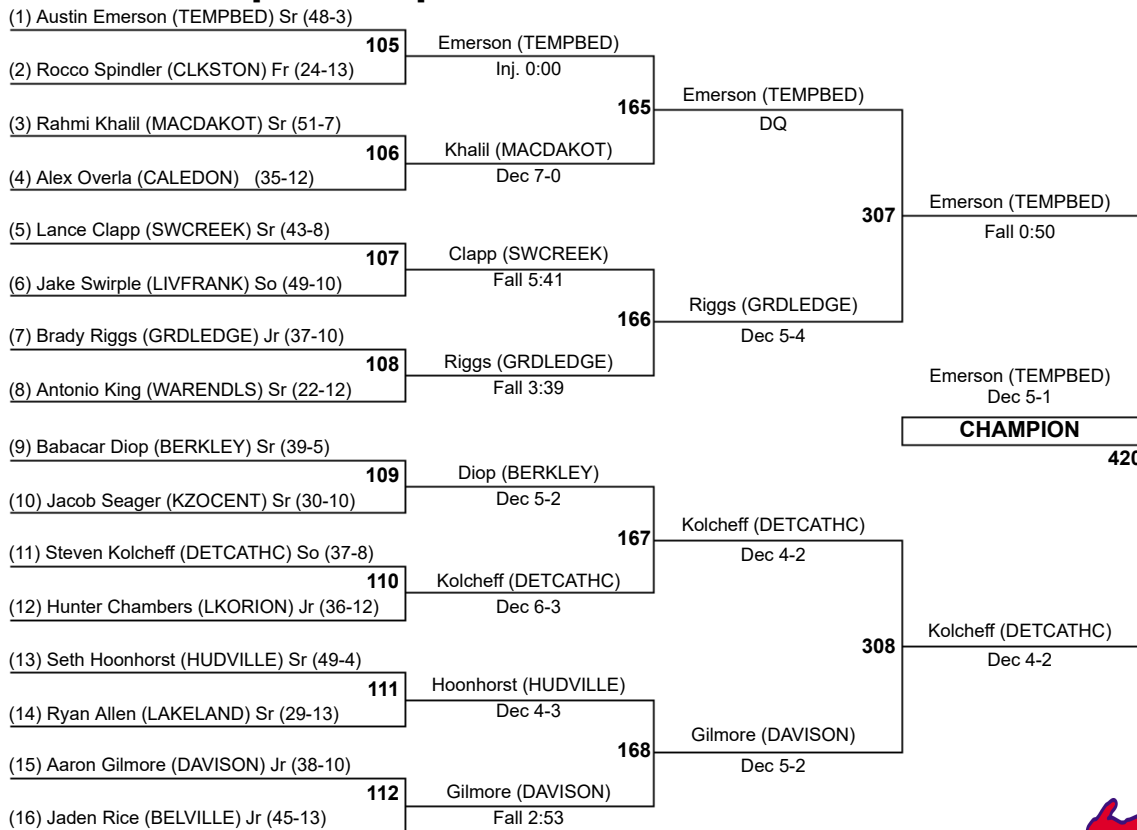 (1) Austin Emerson (TEMPBED) Sr (48-3)
105
(2) Rocco Spindler (CLKSTON) Fr (24-13)
(3) Rahmi Khalil (MACDAKOT) Sr (51-7)
106
(4) Alex Overla (CALEDON) (35-12)
(5) Lance Clapp (SWCREEK) Sr (43-8)
107
(6) Jake Swirple (LIVFRANK) So (49-10)
(7) Brady Riggs (GRDLEDGE) Jr (37-10)
108
(8) Antonio King (WARENDLS) Sr (22-12)
(9) Babacar Diop (BERKLEY) Sr (39-5)
109
(10) Jacob Seager (KZOCENT) Sr (30-10)
(11) Steven Kolcheff (DETCATHC) So (37-8)
110
(12) Hunter Chambers (LKORION) Jr (36-12)
(13) Seth Hoonhorst (HUDVILLE) Sr (49-4)
111
(14) Ryan Allen (LAKELAND) Sr (29-13)
(15) Aaron Gilmore (DAVISON) Jr (38-10)
112
(16) Jaden Rice (BELVILLE) Jr (45-13)
Emerson (TEMPBED)
Inj. 0:00
165
Khalil (MACDAKOT)
Dec 7-0
Clapp (SWCREEK)
Fall 5:41
166
Riggs (GRDLEDGE)
Fall 3:39
Diop (BERKLEY)
Dec 5-2
167
Kolcheff (DETCATHC)
Dec 6-3
Hoonhorst (HUDVILLE)
Dec 4-3
168
Gilmore (DAVISON)
Fall 2:53
Emerson (TEMPBED)
DQ
307
Riggs (GRDLEDGE)
Dec 5-4
Kolcheff (DETCATHC)
Dec 4-2
308
Gilmore (DAVISON)
Dec 5-2
Emerson (TEMPBED)
Fall 0:50
Emerson (TEMPBED)
Dec 5-1
CHAMPION
420
Kolcheff (DETCATHC)
Dec 4-2